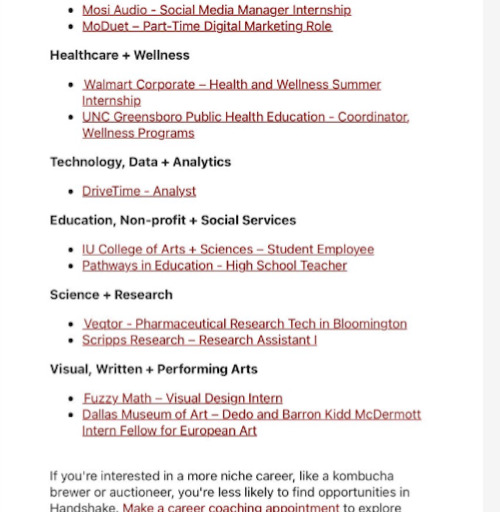 Mosi Audio - Social Media Manager Internship
MoDuet – Part-Time Digital Marketing Role
Healthcare + Wellness
Walmart Corporate – Health and Wellness Summer
Internship
UNC Greensboro Public Health Education - Coordinator,
Wellness Programs
Technology, Data + Analytics
DriveTime - Analyst
Education, Non-profit + Social Services
IU College of Arts + Sciences – Student Employee
Pathways in Education - High School Teacher
Science + Research
Veqtor - Pharmaceutical Research Tech in Bloomington
Scripps Research – Research Assistant I
Visual, Written + Performing Arts
Fuzzy Math – Visual Design Intern
Dallas Museum of Art – Dedo and Barron Kidd McDermott
Intern Fellow for European Art
If you're interested in a more niche career, like a kombucha
brewer or auctioneer, you're less likely to find opportunities in
Handshake. Make a career coaching appointment to explore